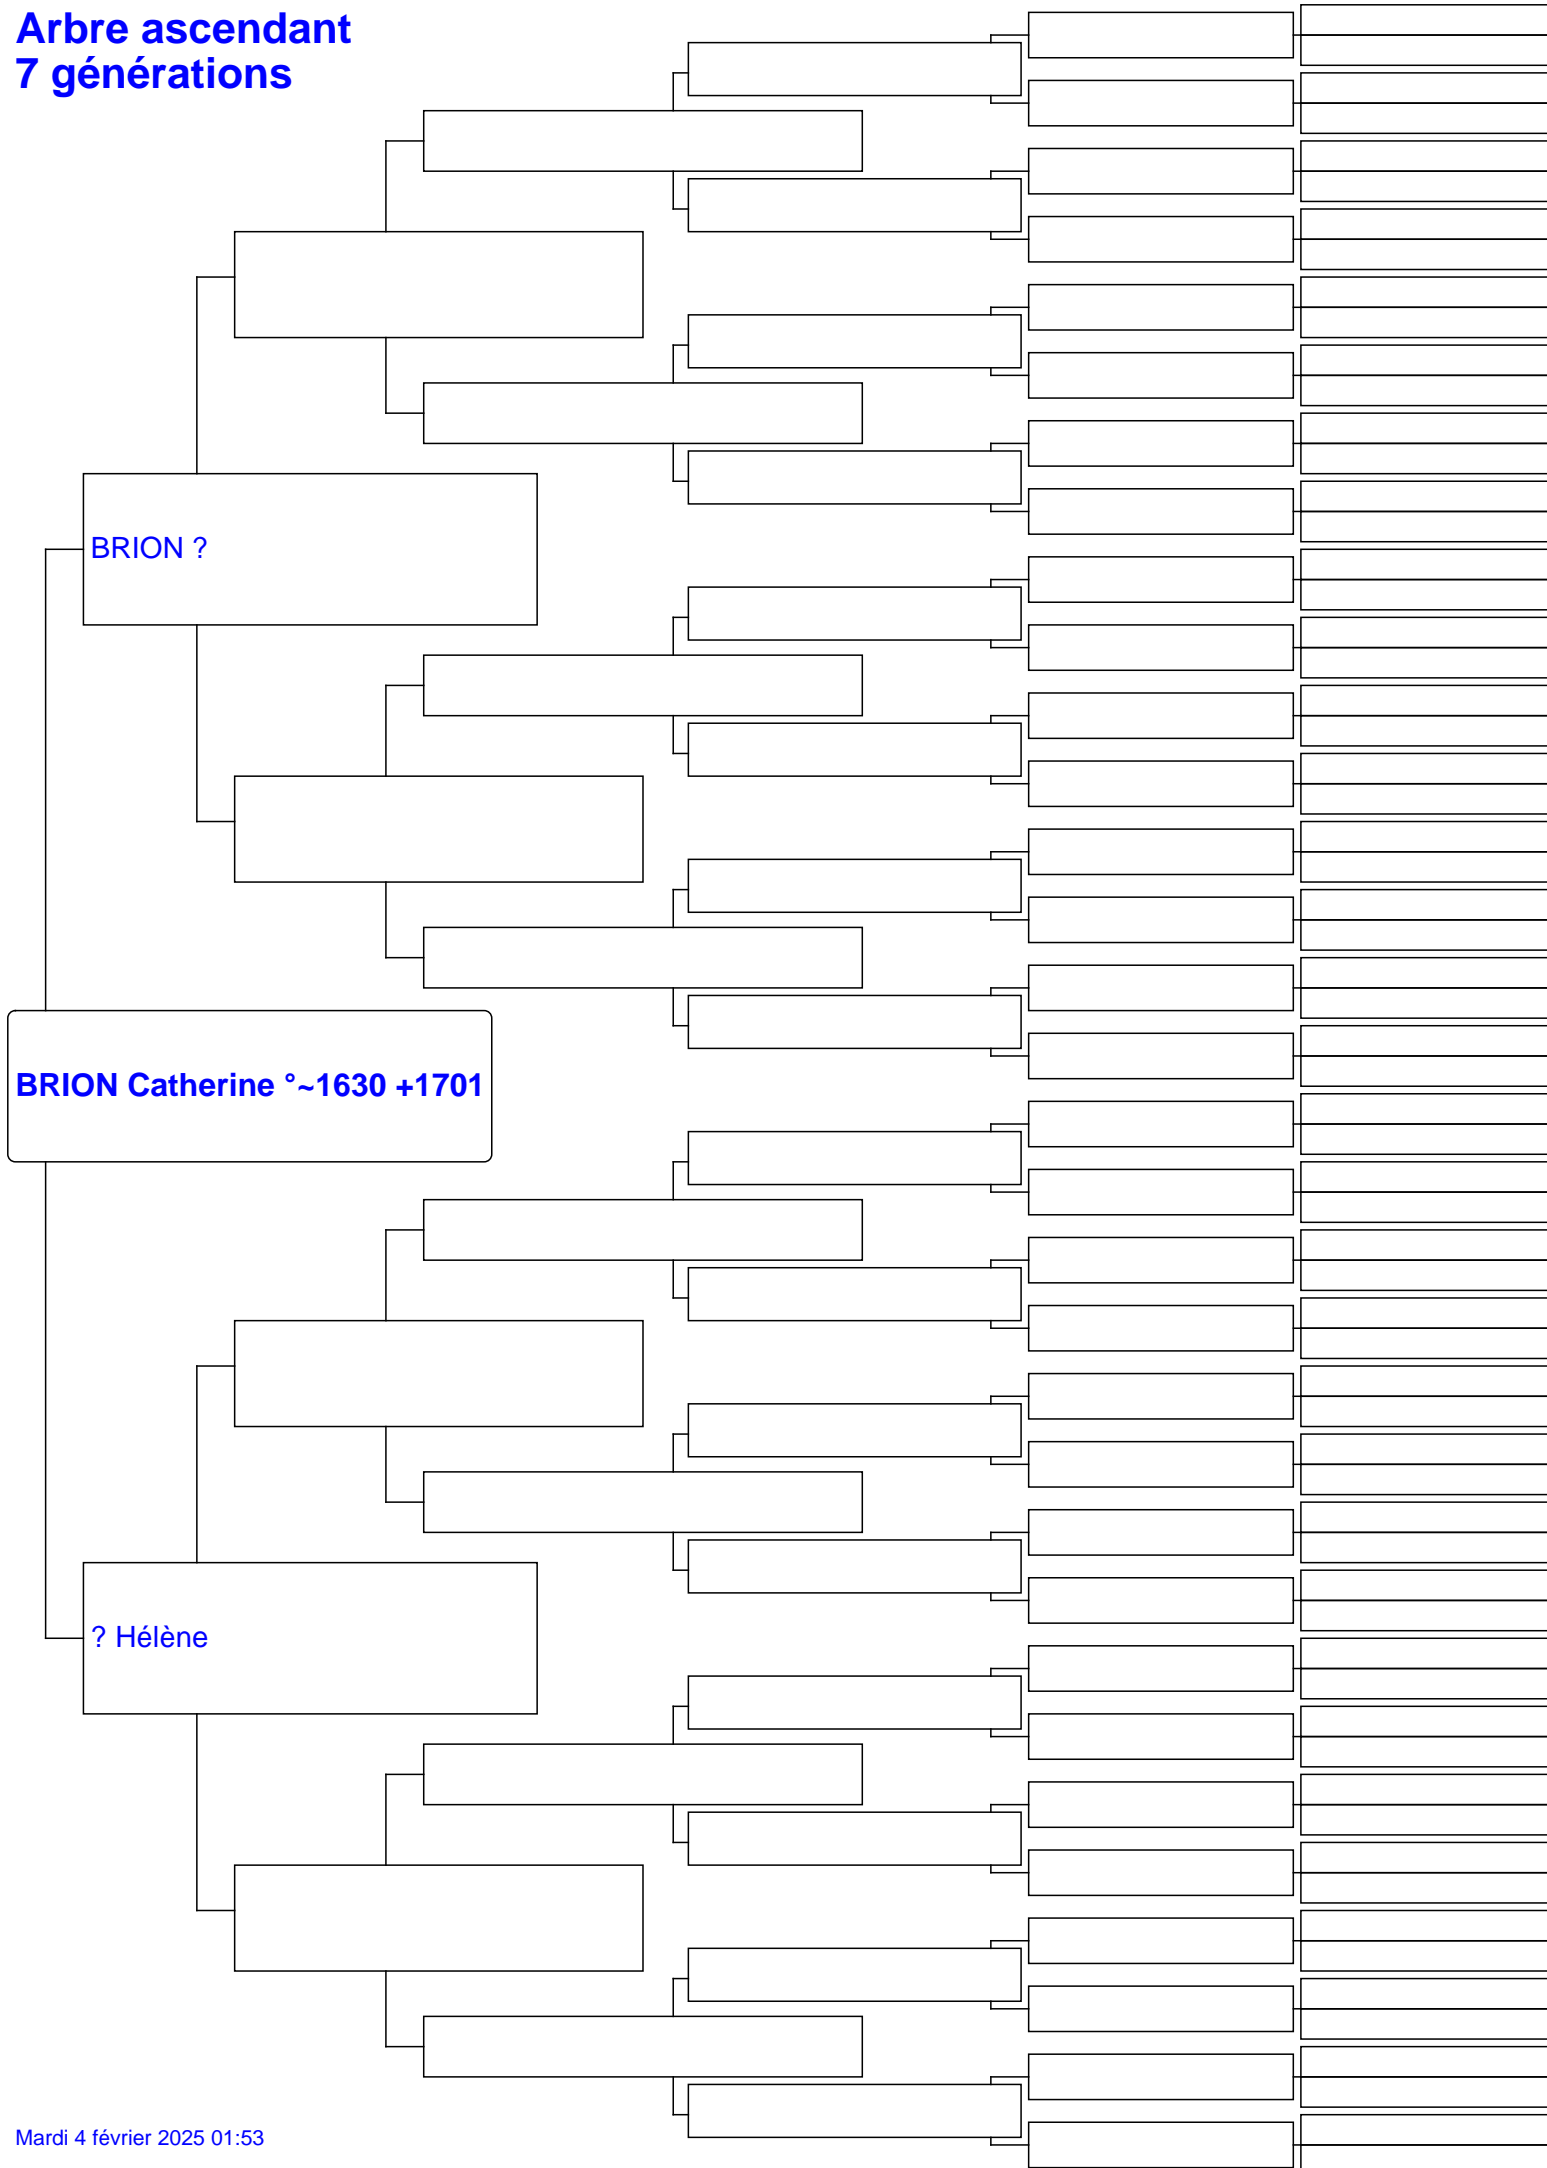 Arbre ascendant
7 générations
BRION ?
BRION Catherine °~1630 +1701
? Hélène
Mardi 4 février 2025 01:53